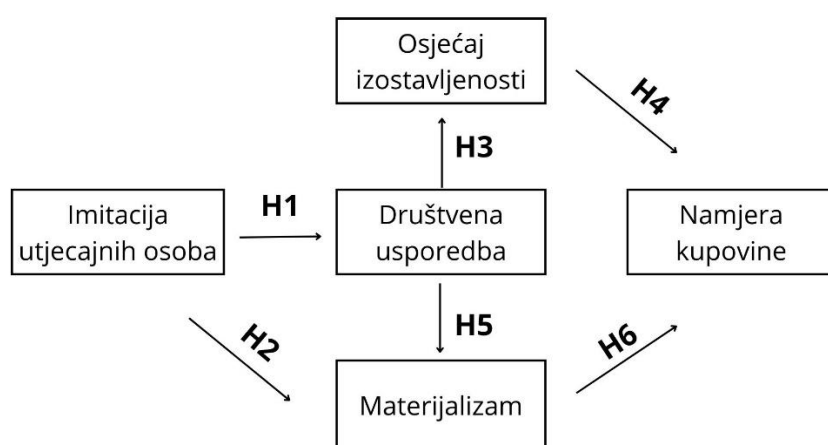 Osjećaj
izostavljenosti
H4
H3
Imitacija
utjecajnih osoba
H1
Društvena
usporedba
Namjera
kupovine
H2
H5
H6
Materijalizam